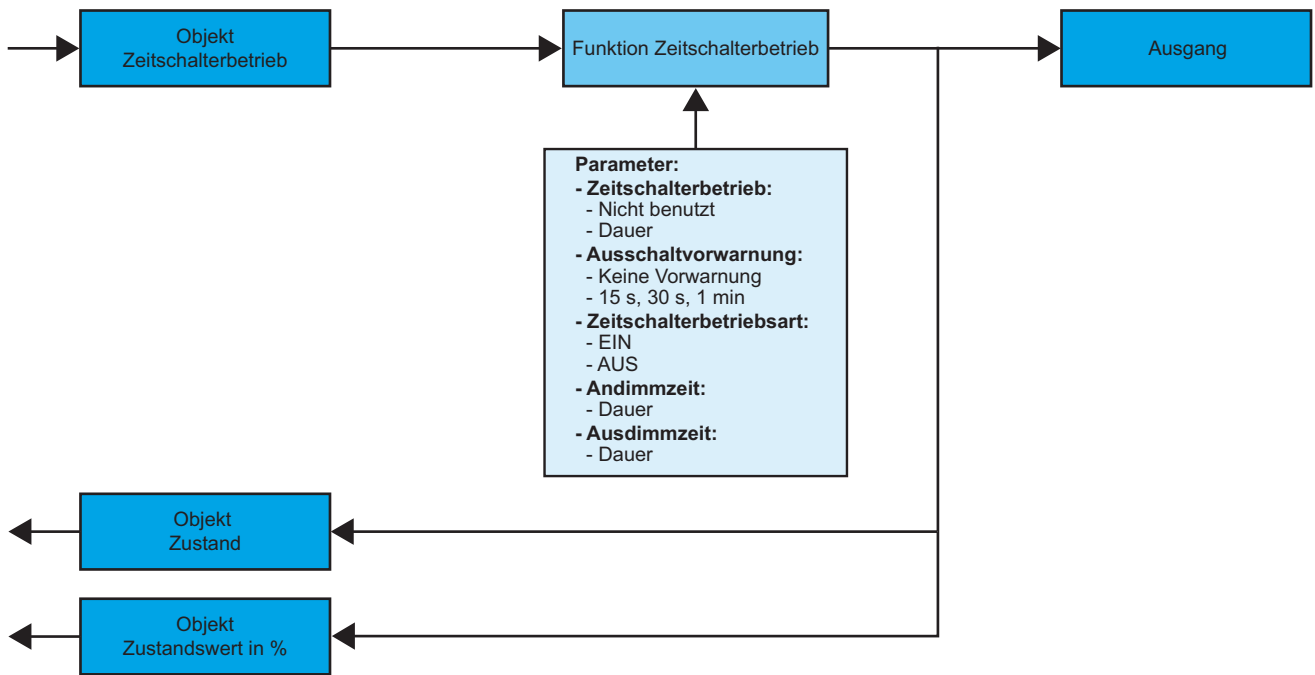 Objekt
Zeitschalterbetrieb
Funktion Zeitschalterbetrieb
Ausgang
Parameter:
- Zeitschalterbetrieb:
- Nicht benutzt
- Dauer
- Ausschaltvorwarnung:
- Keine Vorwarnung
- 15 s, 30 s, 1 min
- Zeitschalterbetriebsart:
- EIN
- AUS
- Andimmzeit:
- Dauer
- Ausdimmzeit:
- Dauer
Objekt
Zustand
Objekt
Zustandswert in %